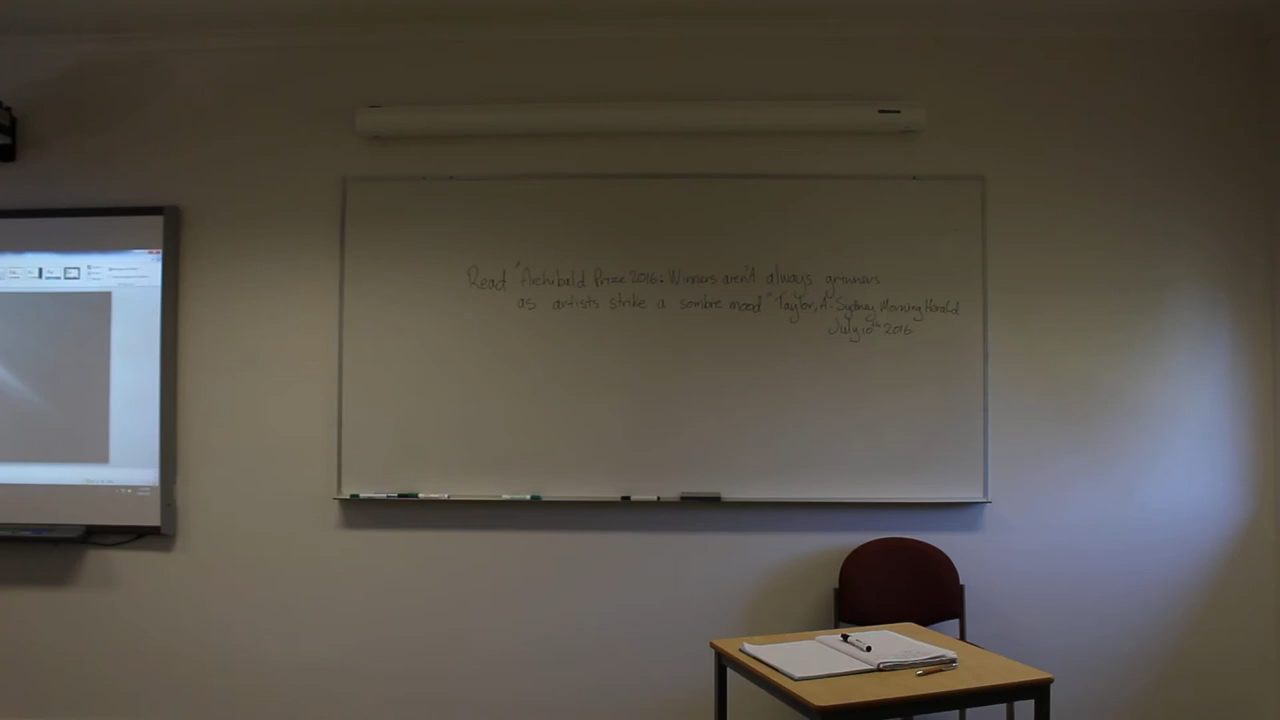 Read "Archibald Prize 2016: Winners aren't always grinners
as artists strike a sombre mood" Taylor, A. Sydney Morning Herald
July 10th 2016